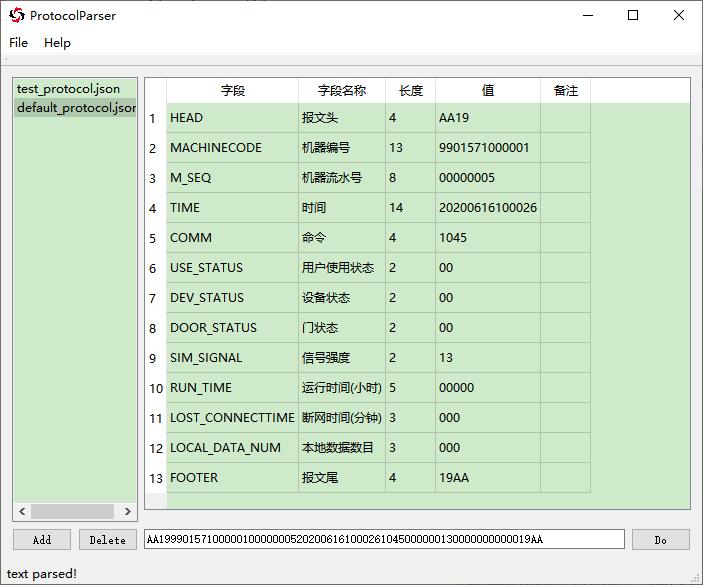 ProtocolParser
File Help
test_protocol.json
default_protocol.json
字段 字段名称 长度 值 备注
1 HEAD 报文头 4 AA19
2 MACHINECODE 机器编号 13 9901571000001
3 M_SEQ 机器流水号 8 00000005
4 TIME 时间 14 20200616100026
5 COMM 命令 4 1045
6 USE_STATUS 用户使用状态 2 00
7 DEV_STATUS 设备状态 2 00
8 DOOR_STATUS 门状态 2 00
9 SIM_SIGNAL 信号强度 2 13
10 RUN_TIME 运行时间(小时) 5 00000
11 LOST_CONNECTTIME 断网时间(分钟) 3 000
12 LOCAL_DATA_NUM 本地数据数目 3 000
13 FOOTER 报文尾 4 19AA
Add Delete AA19990157100000100000005202006161000261045000000130000000000019AA Do
text parsed!